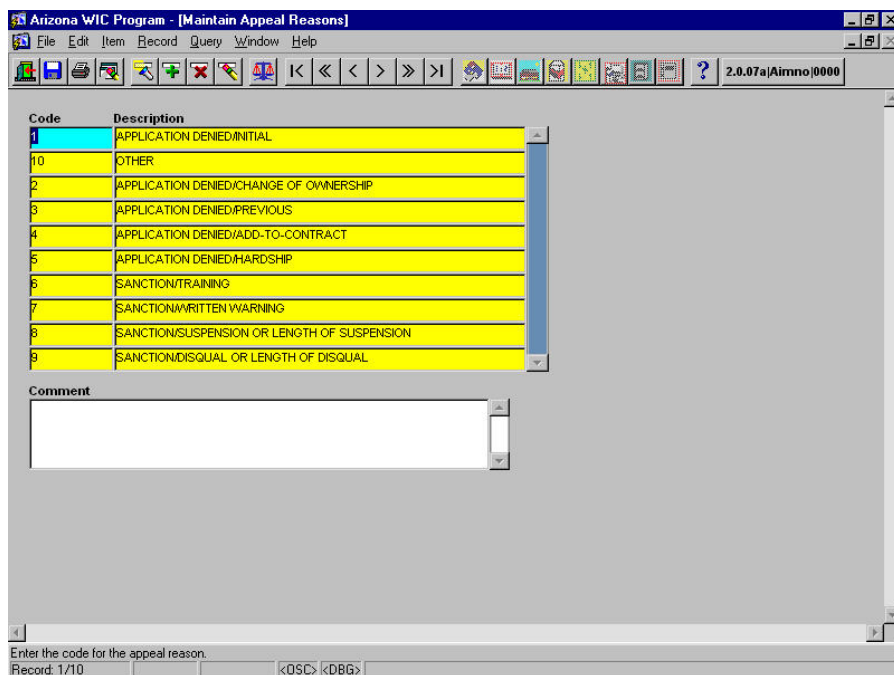 Arizona WIC Program - [Maintain Appeal Reasons]
File Edit Item Record Query Window Help
2.0.07a|Aimno|0000
Code Description
1 APPLICATION DENIED/INITIAL
10 OTHER
2 APPLICATION DENIED/CHANGE OF OWNERSHIP
3 APPLICATION DENIED/PREVIOUS
4 APPLICATION DENIED/ADD-TO-CONTRACT
5 APPLICATION DENIED/HARDSHIP
6 SANCTION/TRAINING
7 SANCTION/WRITTEN WARNING
8 SANCTION/SUSPENSION OR LENGTH OF SUSPENSION
9 SANCTION/DISQUAL OR LENGTH OF DISQUAL
Comment
Enter the code for the appeal reason.
Record: 1/10 <OSC> <DBG>